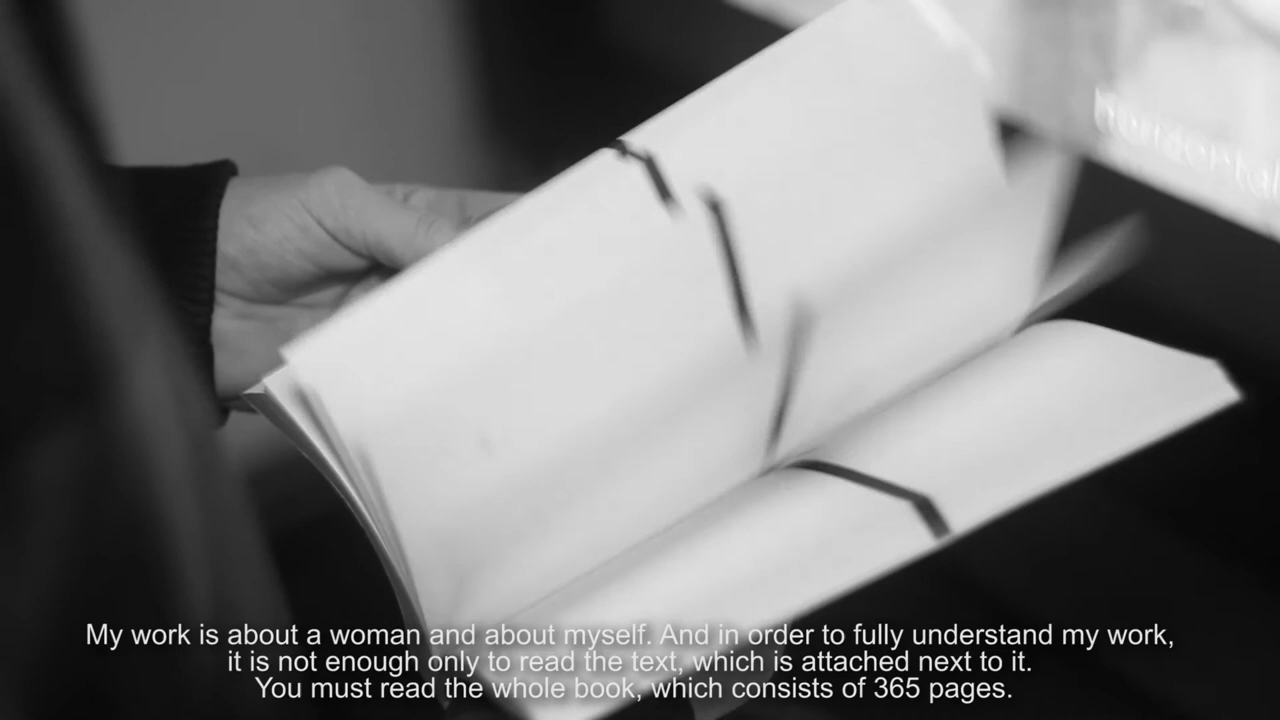 horizontal
My work is about a woman and about myself. And in order to fully understand my work,
it is not enough only to read the text, which is attached next to it.
You must read the whole book, which consists of 365 pages.